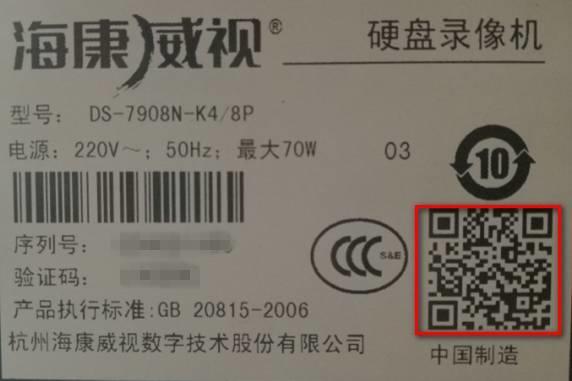 海康威视® 硬盘录像机
型号: DS-7908N-K4/8P
电源: 220V～; 50Hz; 最大70W 03
10
序列号:
CCC S&E
验证码:
产品执行标准:GB 20815-2006
杭州海康威视数字技术股份有限公司
中国制造